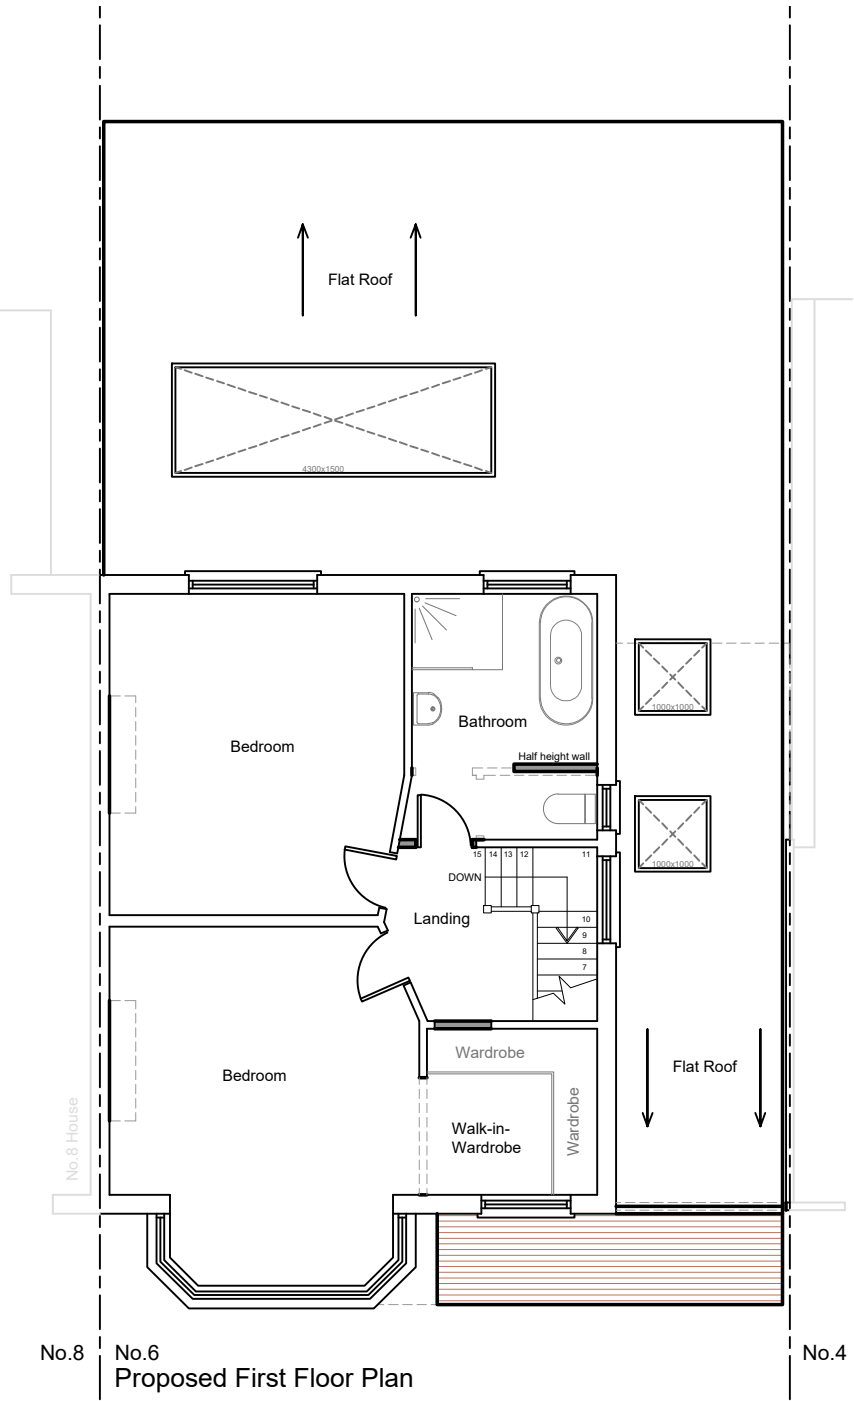 Flat Roof
4300x1500
1000x1000
Bathroom
Bedroom
Half height wall
1000x1000
15 14 13 12 11
DOWN
Landing
10
9
8
7
Wardrobe
Flat Roof
Bedroom
Wardrobe
Walk-in-
Wardrobe
No.8 House
No.8 No.6 No.4
Proposed First Floor Plan